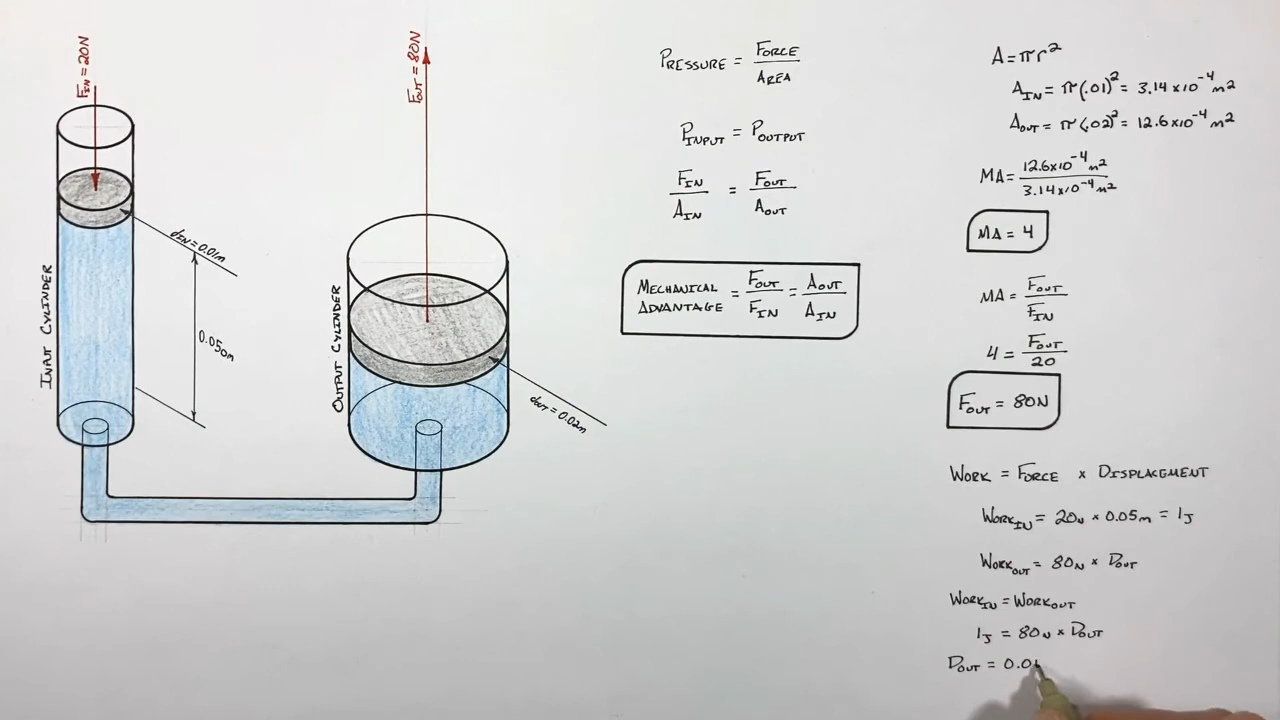 F_IN = 20N
F_OUT = 80N
INPUT CYLINDER
d_IN = 0.01m
0.050m
OUTPUT CYLINDER
d_OUT = 0.02m
PRESSURE = FORCE / AREA
P_INPUT = P_OUTPUT
F_IN / A_IN = F_OUT / A_OUT
MECHANICAL ADVANTAGE = F_OUT / F_IN = A_OUT / A_IN
A = πr²
A_IN = π(.01)² = 3.14 x 10⁻⁴ m²
A_OUT = π(.02)² = 12.6 x 10⁻⁴ m²
MA = 12.6 x 10⁻⁴ m² / 3.14 x 10⁻⁴ m²
MA = 4
MA = F_OUT / F_IN
4 = F_OUT / 20
F_OUT = 80N
WORK = FORCE x DISPLACMENT
WORK_IN = 20N x 0.05m = 1J
WORK_OUT = 80N x D_OUT
WORK_IN = WORK_OUT
1J = 80N x D_OUT
D_OUT = 0.01